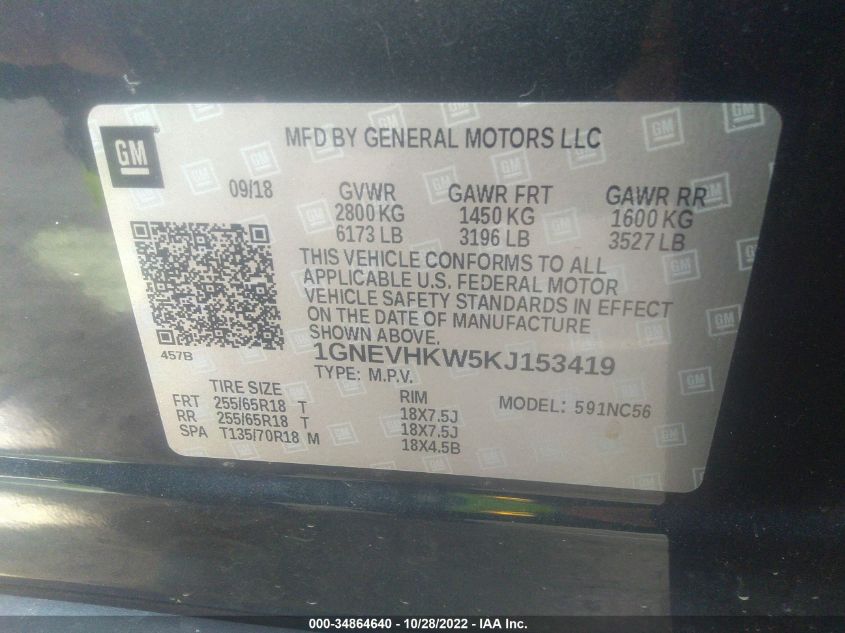 GM
MFD BY GENERAL MOTORS LLC
09/18 GVWR GAWR FRT GAWR RR
2800 KG 1450 KG 1600 KG
6173 LB 3196 LB 3527 LB
THIS VEHICLE CONFORMS TO ALL
APPLICABLE U.S. FEDERAL MOTOR
VEHICLE SAFETY STANDARDS IN EFFECT
ON THE DATE OF MANUFACTURE
SHOWN ABOVE.
457B
1GNEVHKW5KJ153419
TYPE: M.P.V.
TIRE SIZE RIM MODEL: 591NC56
FRT 255/65R18 T 18X7.5J
RR 255/65R18 T 18X7.5J
SPA T135/70R18 M 18X4.5B
000-34864640 - 10/28/2022 - IAA Inc.